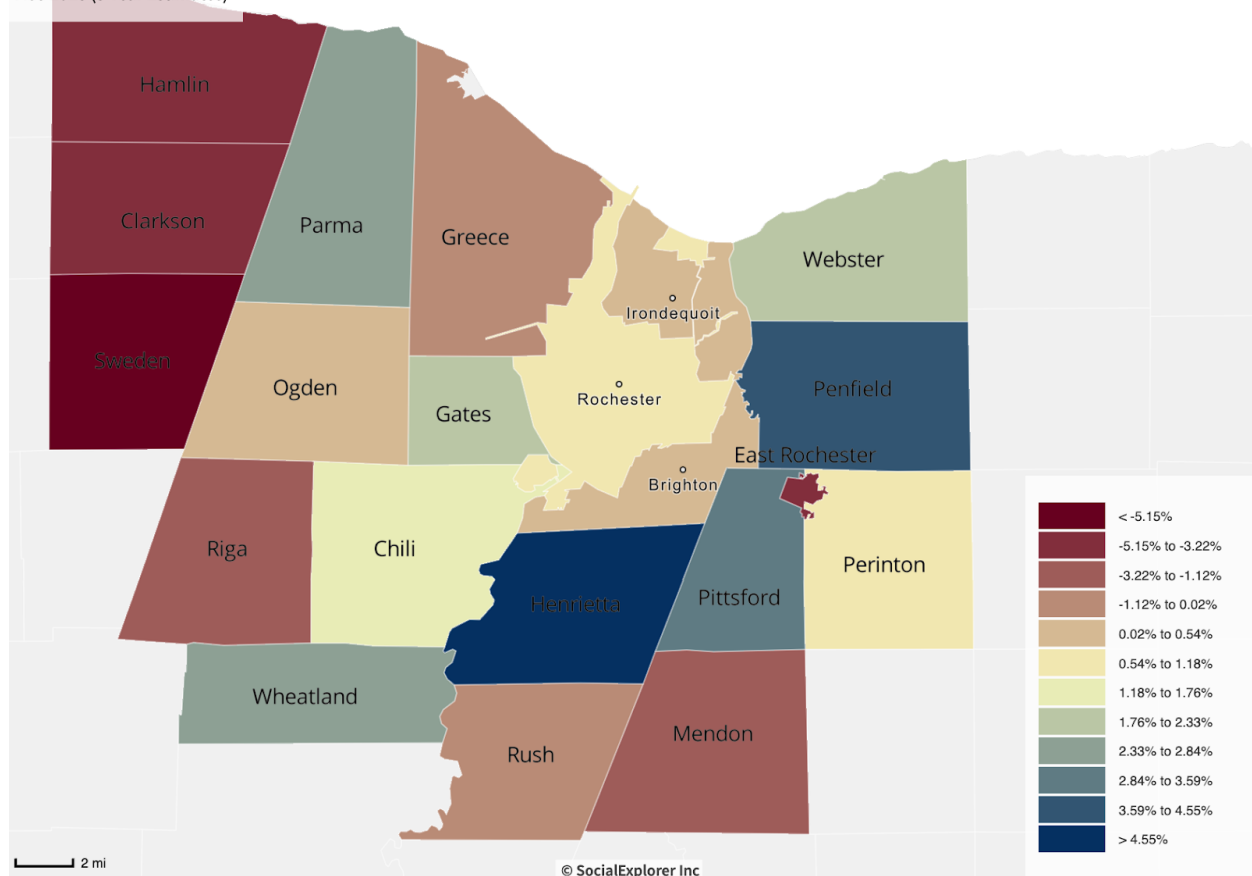 Hamlin
Clarkson
Parma
Greece
Webster
Irondequoit
Sweden
Ogden
Gates
Rochester
Penfield
East Rochester
Brighton
Riga
Chili
Henrietta
Pittsford
Perinton
Wheatland
Rush
Mendon
< -5.15%
-5.15% to -3.22%
-3.22% to -1.12%
-1.12% to 0.02%
0.02% to 0.54%
0.54% to 1.18%
1.18% to 1.76%
1.76% to 2.33%
2.33% to 2.84%
2.84% to 3.59%
3.59% to 4.55%
> 4.55%
2 mi
© SocialExplorer Inc